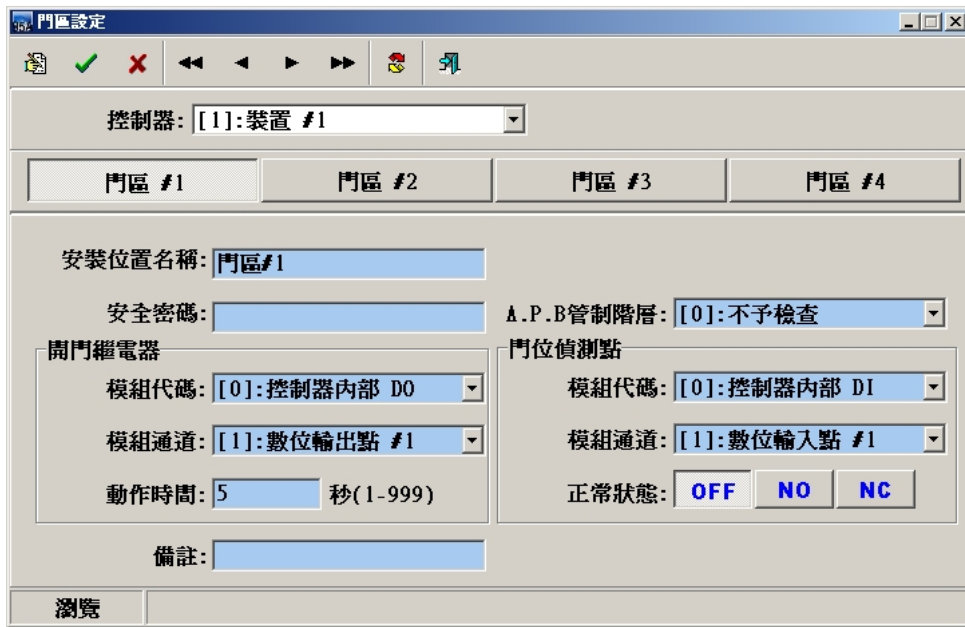 門區設定
控制器: [1]:裝置 #1
門區 #1 門區 #2 門區 #3 門區 #4
安裝位置名稱: 門區#1
安全密碼: A.P.B管制階層: [0]:不予檢查
開門繼電器 門位偵測點
模組代碼: [0]:控制器內部 DO 模組代碼: [0]:控制器內部 DI
模組通道: [1]:數位輸出點 #1 模組通道: [1]:數位輸入點 #1
動作時間: 5 秒(1-999) 正常狀態: OFF NO NC
備註:
瀏覽